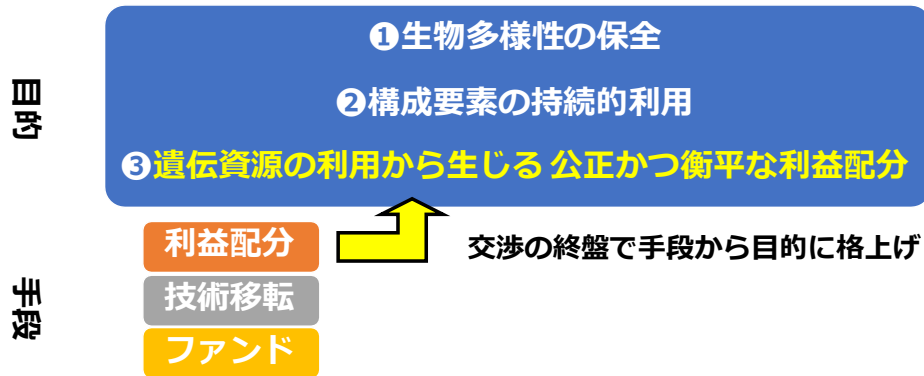 目的
❶生物多様性の保全
❷構成要素の持続的利用
❸遺伝資源の利用から生じる 公正かつ衡平な利益配分
手段
利益配分
交渉の終盤で手段から目的に格上げ
技術移転
ファンド